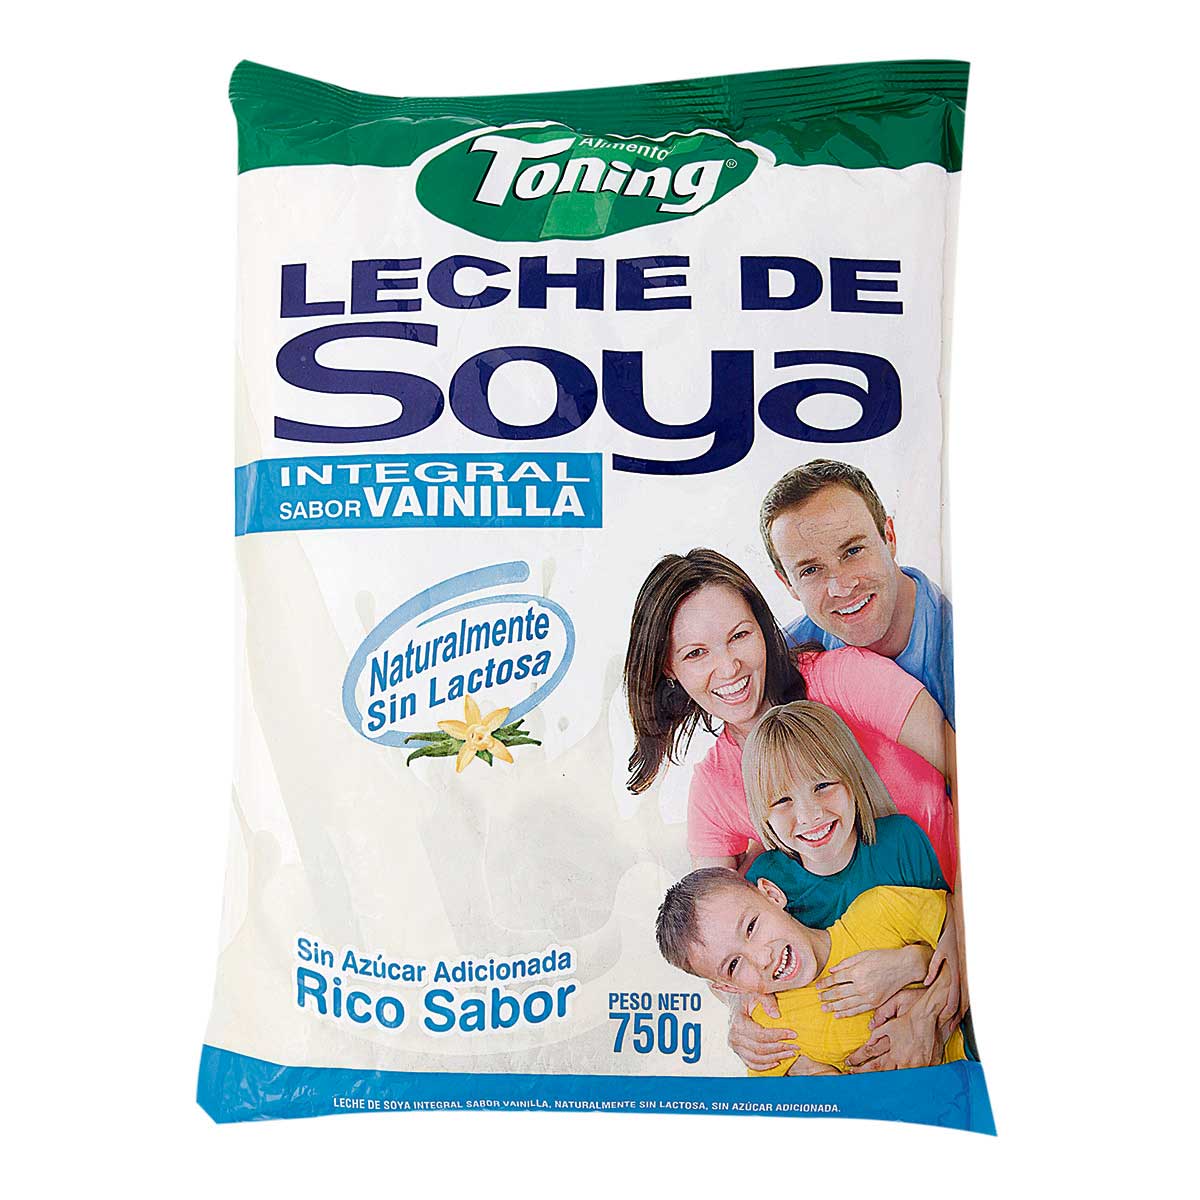 Alimento
Toning®
LECHE DE
Soya
INTEGRAL
SABOR VAINILLA
Naturalmente
Sin Lactosa
Sin Azúcar Adicionada
Rico Sabor
PESO NETO
750g
LECHE DE SOYA INTEGRAL SABOR VAINILLA, NATURALMENTE SIN LACTOSA, SIN AZÚCAR ADICIONADA.